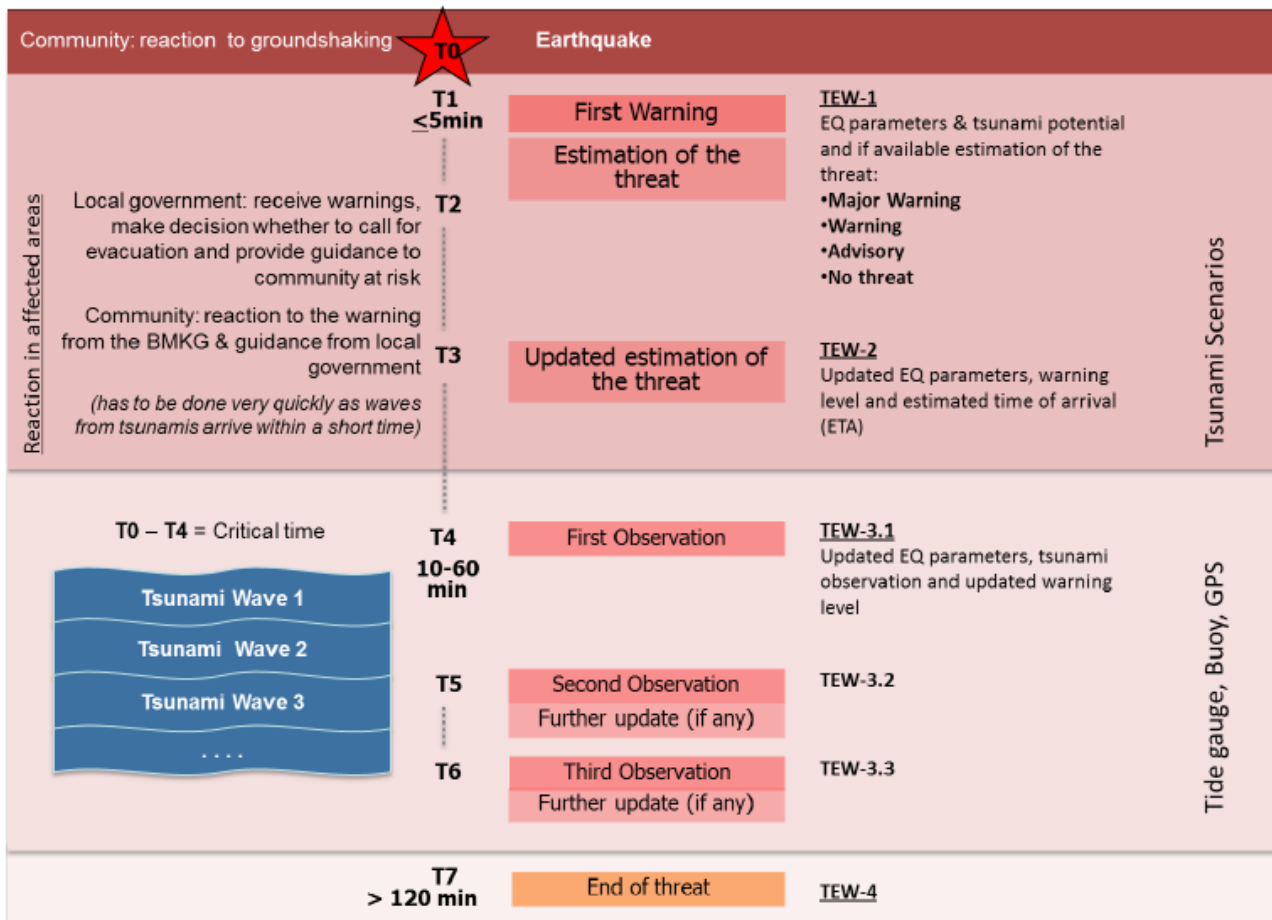 Community: reaction to groundshaking
T0
Earthquake
T1
<5min
First Warning
TEW-1
EQ parameters & tsunami potential
and if available estimation of the
threat:
•Major Warning
•Warning
•Advisory
•No threat
Estimation of the
threat
Reaction in affected areas
Local government: receive warnings,
make decision whether to call for
evacuation and provide guidance to
community at risk
T2
Community: reaction to the warning
from the BMKG & guidance from local
government
(has to be done very quickly as waves
from tsunamis arrive within a short time)
T3
Updated estimation of
the threat
TEW-2
Updated EQ parameters, warning
level and estimated time of arrival
(ETA)
Tsunami Scenarios
T0 – T4 = Critical time
T4
10-60
min
First Observation
TEW-3.1
Updated EQ parameters, tsunami
observation and updated warning
level
Tsunami Wave 1
Tsunami Wave 2
Tsunami Wave 3
. . . .
T5
Second Observation
Further update (if any)
TEW-3.2
T6
Third Observation
Further update (if any)
TEW-3.3
Tide gauge, Buoy, GPS
T7
> 120 min
End of threat
TEW-4